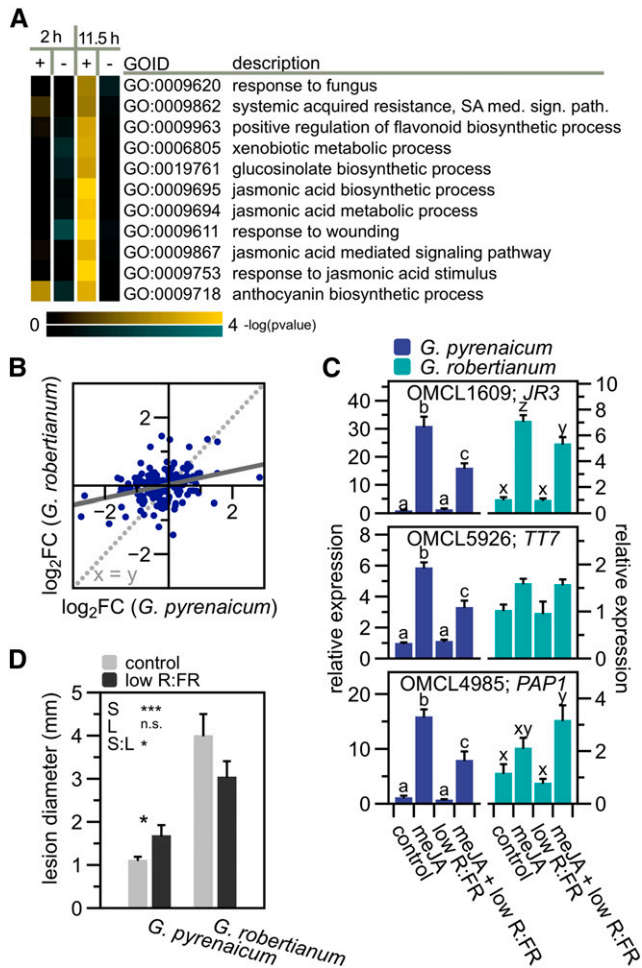 A
2 h 11.5 h
+ - + - GOID description
GO:0009620 response to fungus
GO:0009862 systemic acquired resistance, SA med. sign. path.
GO:0009963 positive regulation of flavonoid biosynthetic process
GO:0006805 xenobiotic metabolic process
GO:0019761 glucosinolate biosynthetic process
GO:0009695 jasmonic acid biosynthetic process
GO:0009694 jasmonic acid metabolic process
GO:0009611 response to wounding
GO:0009867 jasmonic acid mediated signaling pathway
GO:0009753 response to jasmonic acid stimulus
GO:0009718 anthocyanin biosynthetic process
0 4 -log(pvalue)
B
log2FC (G. robertianum)
2
−2 2
−2
x = y
log2FC (G. pyrenaicum)
C
G. pyrenaicum
G. robertianum
relative expression
relative expression
OMCL1609; JR3
40
30
20
10
0
10
8
6
4
2
0
a b a c x z x y
OMCL5926; TT7
8
6
4
2
0
2
1
0
a b a c
OMCL4985; PAP1
20
10
0
4
2
0
a b a c x xy x y
control
meJA
low R:FR
meJA + low R:FR
control
meJA
low R:FR
meJA + low R:FR
D
control
low R:FR
lesion diameter (mm)
5
4
3
2
1
0
S ***
L n.s.
S:L *
*
G. pyrenaicum
G. robertianum